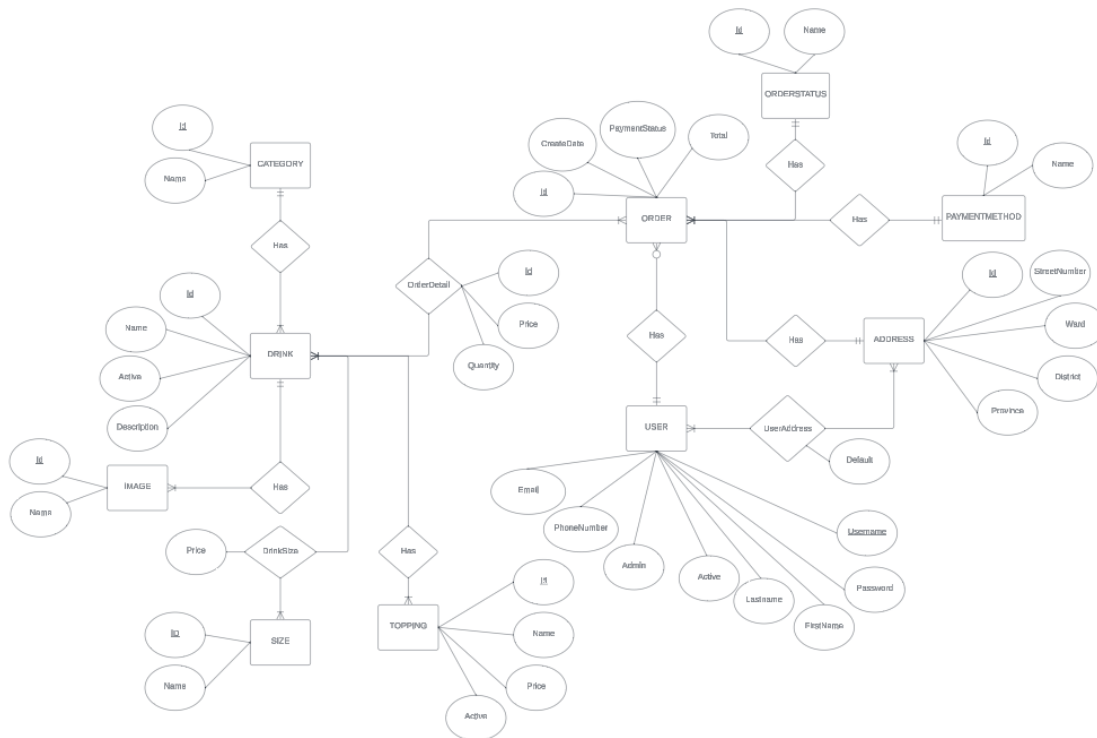 Id
Name
ORDERSTATUS
Has
PaymentStatus
CreateDate
Total
Id
ORDER
Id
Name
Has
PAYMENTMETHOD
Id
Name
CATEGORY
Has
OrderDetail
Id
Price
Quantity
Id
StreetNumber
Ward
District
Province
ADDRESS
Has
Has
Id
Name
Active
Description
DRINK
USER
UserAddress
Default
Id
Name
IMAGE
Has
Email
PhoneNumber
Admin
Active
Lastname
FirstName
Password
Username
Price
DrinkSize
Has
Name
SIZE
TOPPING
Id
Name
Price
Active